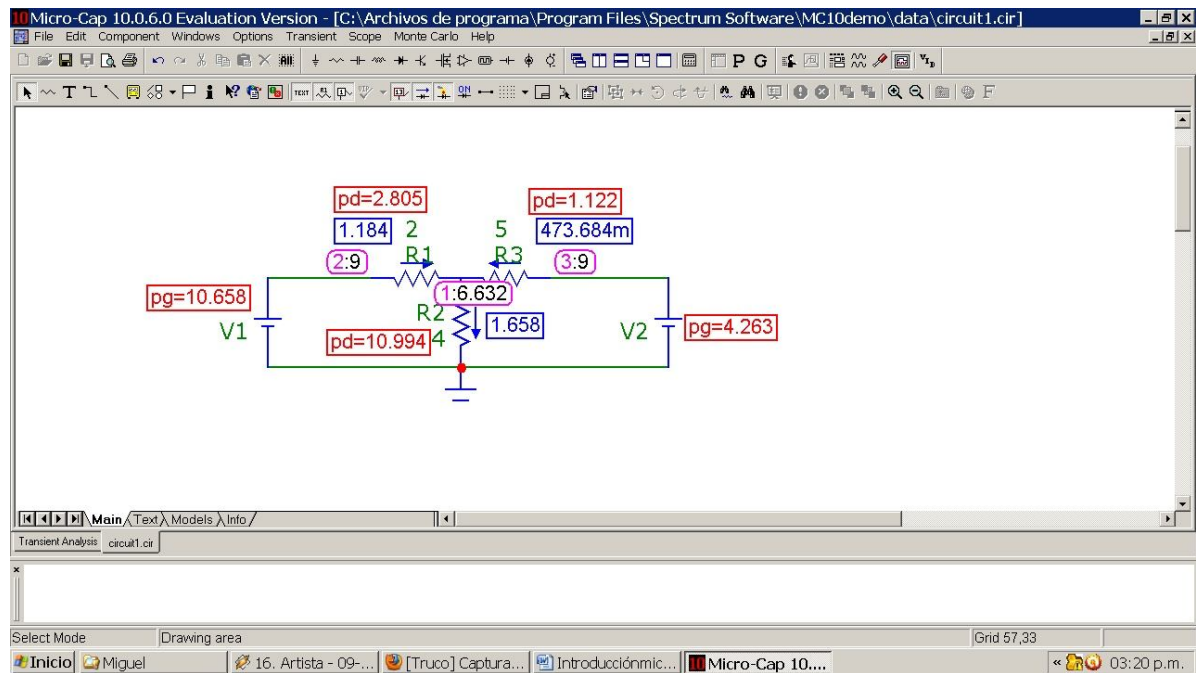 10 Micro-Cap 10.0.6.0 Evaluation Version - [C:\Archivos de programa\Program Files\Spectrum Software\MC10demo\data\circuit1.cir]
File Edit Component Windows Options Transient Scope Monte Carlo Help
P G
T TEXT F
pd=2.805 pd=1.122
1.184 2 5 473.684m
R1 R3
2:9 3:9
pg=10.658 1:6.632
R2 1.658
V1 V2 pg=4.263
pd=10.994 4
Main Text Models Info
Transient Analysis circuit1.cir
Select Mode Drawing area Grid 57,33
Inicio Miguel 16. Artista - 09-... [Truco] Captura... Introducciónmic... 10 Micro-Cap 10.... « 03:20 p.m.